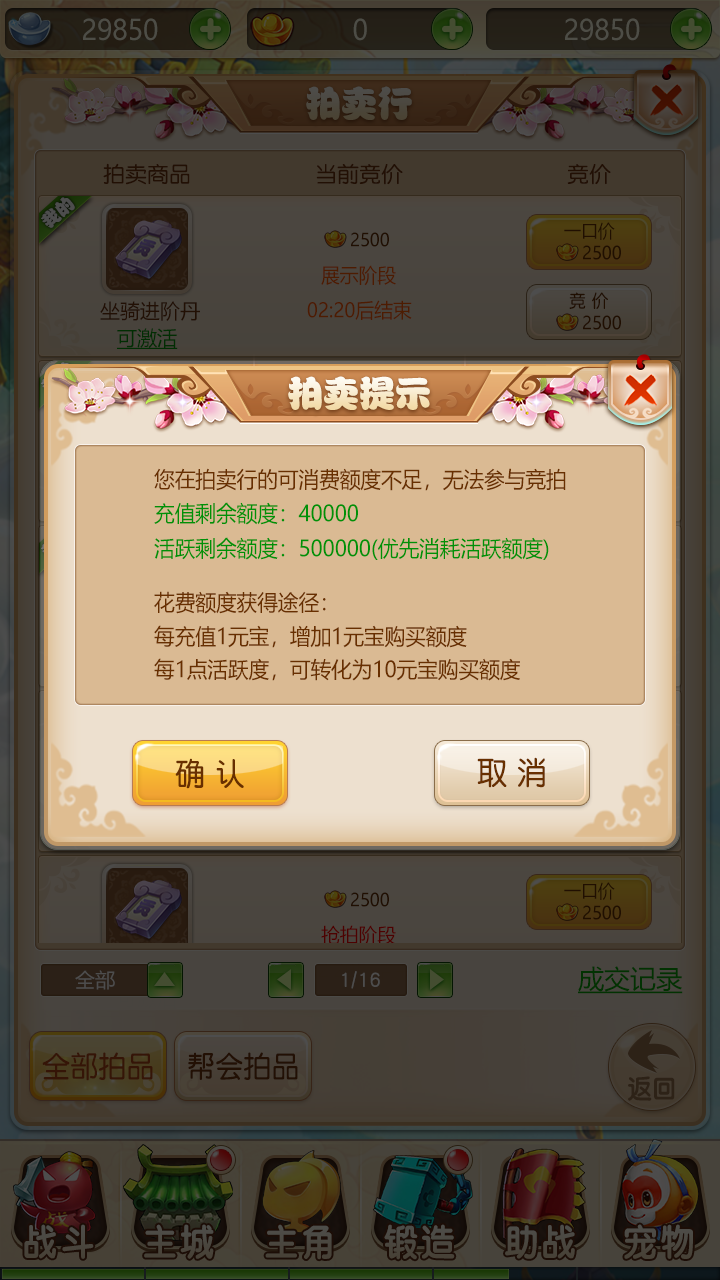 29850
0
29850
拍卖行
拍卖商品
当前竞价
竞价
我的
2500
一口价
2500
展示阶段
竞价
2500
坐骑进阶丹
02:20后结束
可激活
拍卖提示
您在拍卖行的可消费额度不足，无法参与竞拍
充值剩余额度：40000
活跃剩余额度：500000(优先消耗活跃额度)
花费额度获得途径：
每充值1元宝，增加1元宝购买额度
每1点活跃度，可转化为10元宝购买额度
确认
取消
2500
一口价
2500
抢拍阶段
全部
1/16
成交记录
全部拍品
帮会拍品
返回
战斗
主城
主角
锻造
助战
宠物